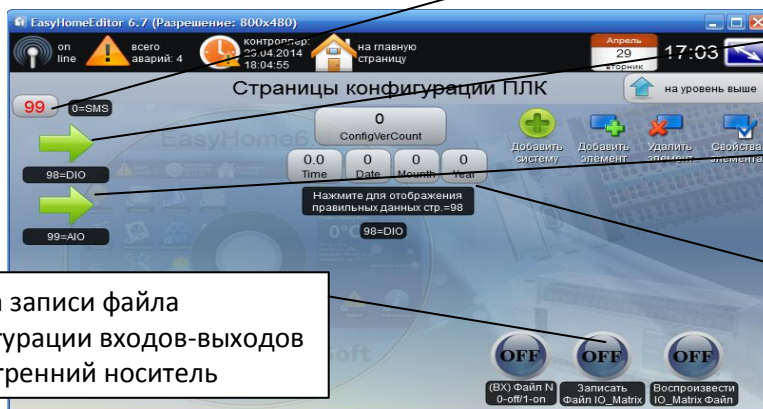 EasyHomeEditor 6.7 (Разрешение: 800x480)
on line
всего аварий: 4
контроллер: 29.04.2014 18:04:55
на главную страницу
Апрель
29
вторник
17:03
Страницы конфигурации ПЛК
на уровень выше
99
0=SMS
0
ConfigVerCount
Добавить систему
Добавить элемент
Удалить элемент
Свойства элемента
98=DIO
0.0 Time
0 Date
0 Mounth
0 Year
Нажмите для отображения
правильных данных стр.=98
98=DIO
99=AIO
записи файла
гурации входов-выходов
тренний носитель
OFF
OFF
OFF
(ВХ) Файл N 0-off/1-on
Записать Файл IO_Matrix
Воспроизвести IO_Matrix Файл